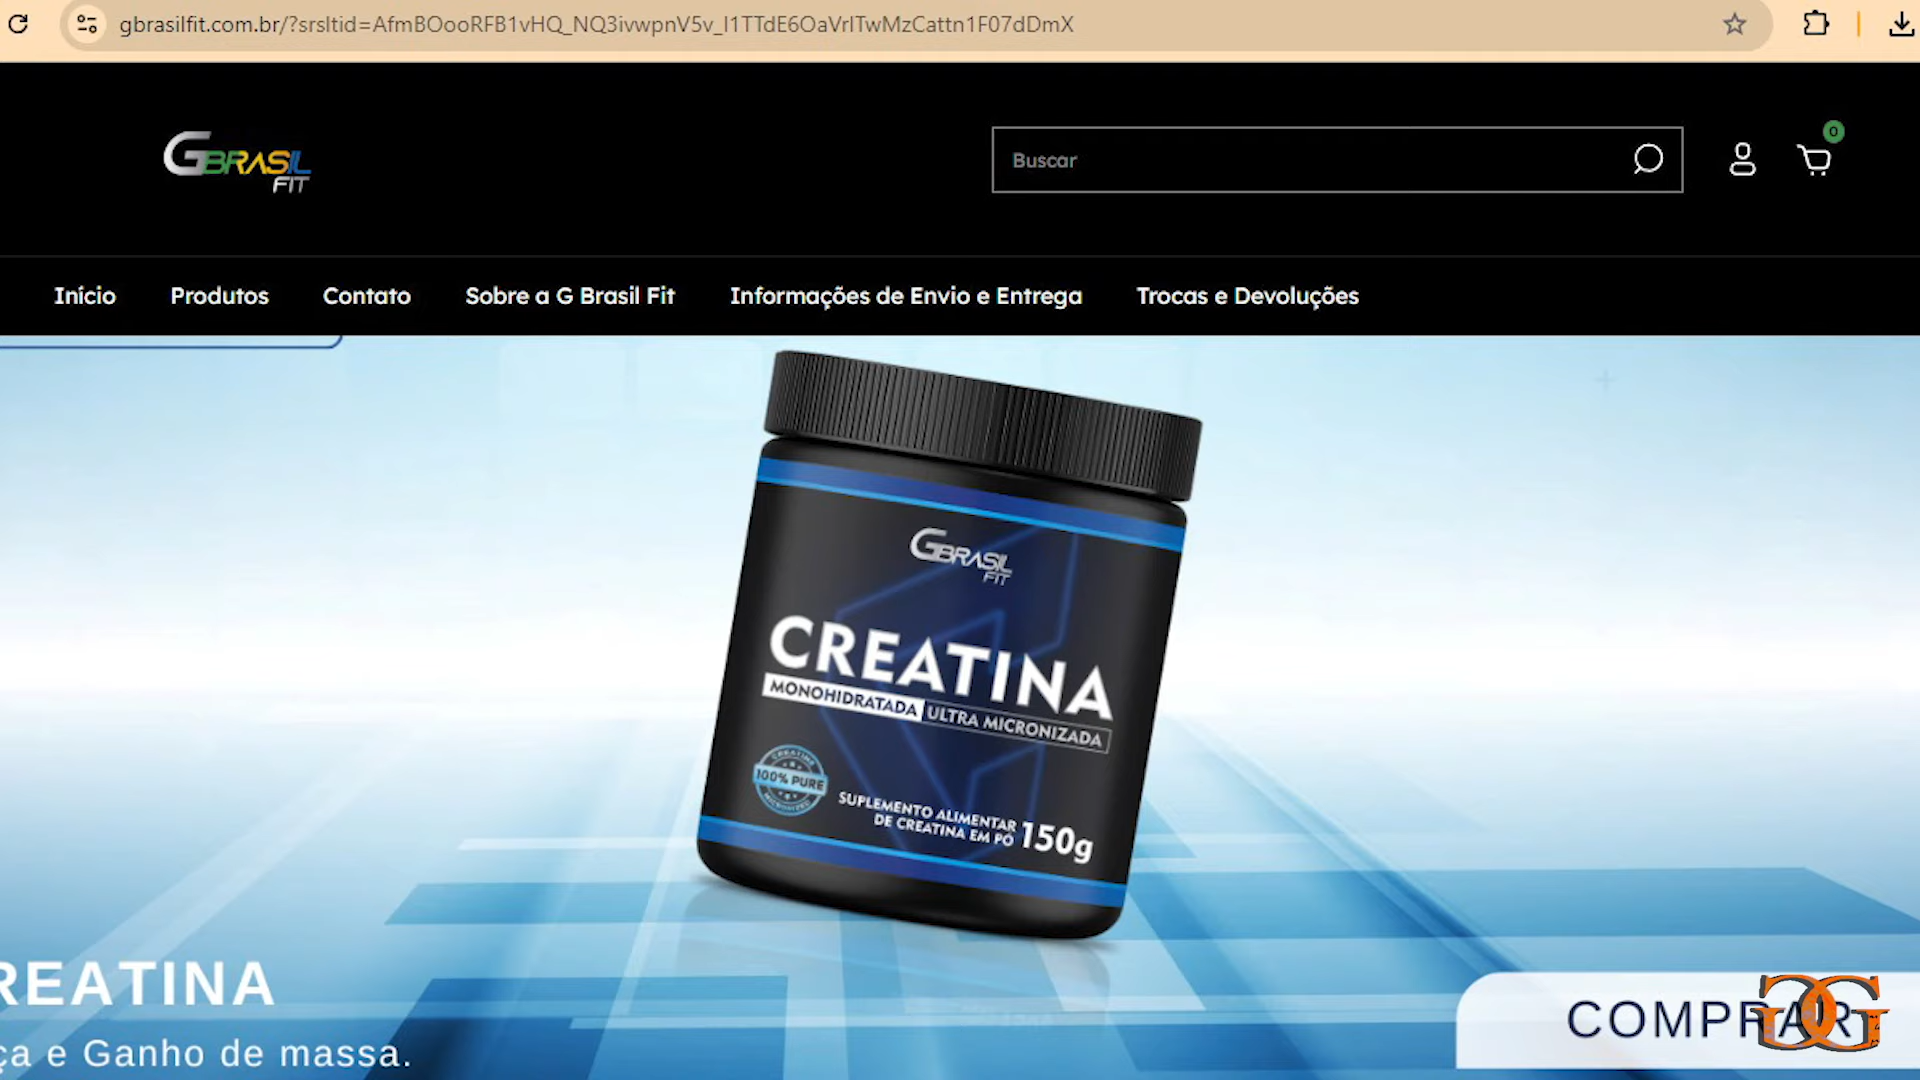 gbrasilfit.com.br/?srsltid=AfmBOooRFB1vHQ_NQ3ivwpnV5v_I1TTdE6OaVrITwMzCattn1F07dDmX
GBRASIL
FIT
Buscar
0
Início Produtos Contato Sobre a G Brasil Fit Informações de Envio e Entrega Trocas e Devoluções
GBRASIL
FIT
CREATINA
MONOHIDRATADA ULTRA MICRONIZADA
100% PURE
SUPLEMENTO ALIMENTAR
DE CREATINA EM PÓ 150g
REATINA
ça e Ganho de massa.
COMPRAR
GG